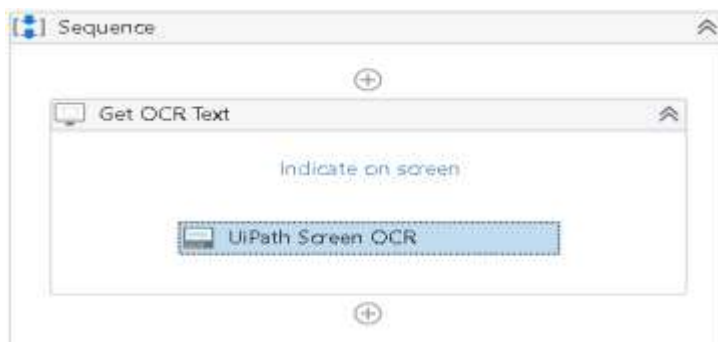 Sequence
Get OCR Text
Indicate on screen
UiPath Screen OCR